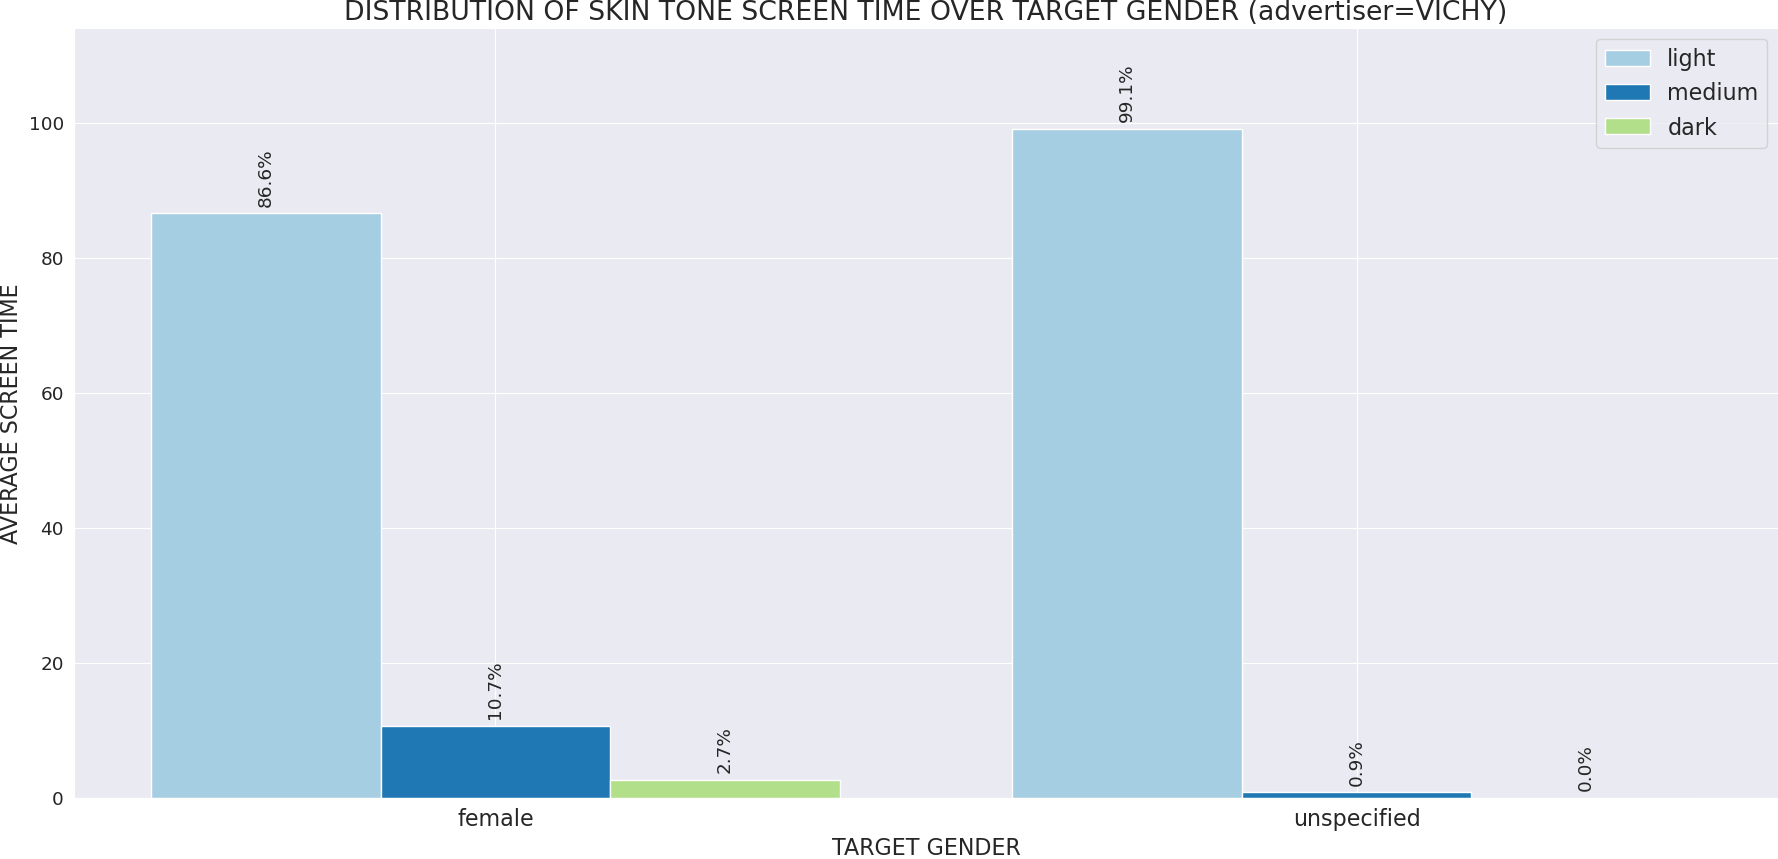 DISTRIBUTION OF SKIN TONE SCREEN TIME OVER TARGET GENDER (advertiser=VICHY)
light
medium
dark
AVERAGE SCREEN TIME
100
80
60
40
20
0
86.6%
10.7%
2.7%
99.1%
0.9%
0.0%
female
unspecified
TARGET GENDER